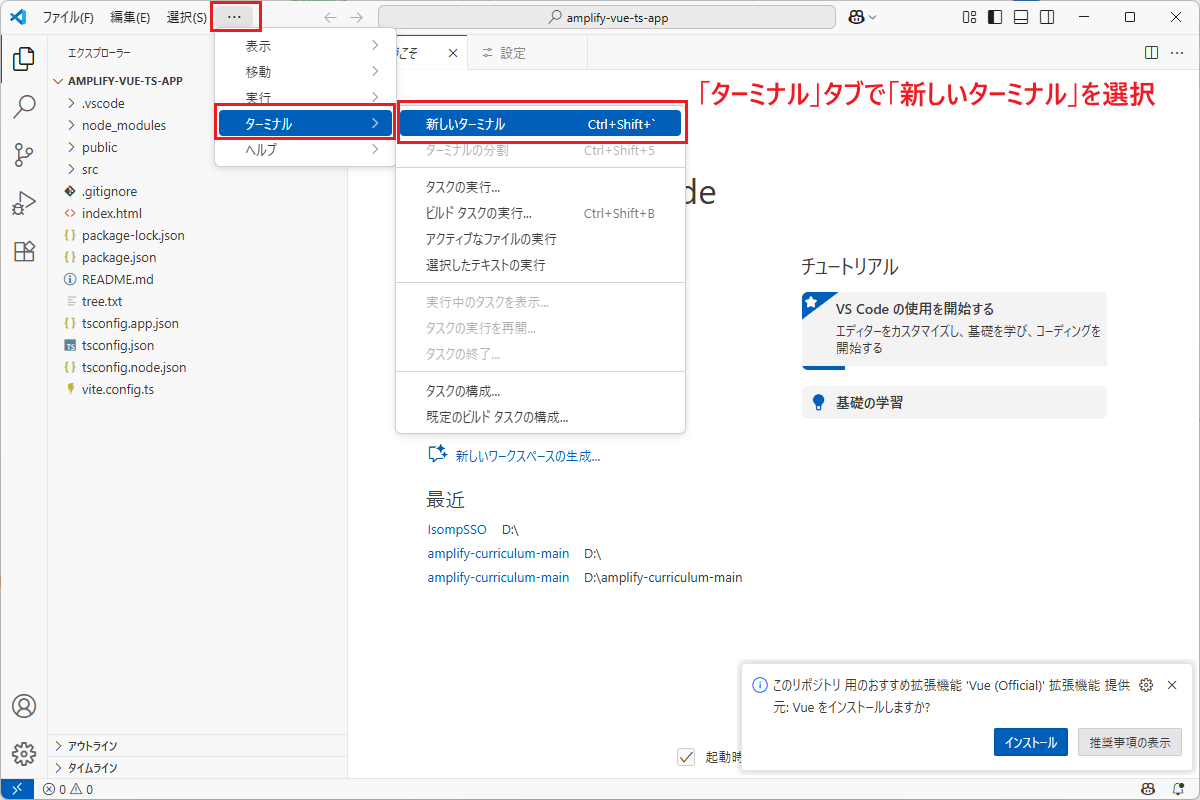 ファイル(F) 編集(E) 選択(S) … amplify-vue-ts-app
エクスプローラー
AMPLIFY-VUE-TS-APP
.vscode
node_modules
public
src
.gitignore
index.html
package-lock.json
package.json
README.md
tree.txt
tsconfig.app.json
tsconfig.json
tsconfig.node.json
vite.config.ts
アウトライン
タイムライン
表示
移動
実行
ターミナル
ヘルプ
設定
「ターミナル」タブで「新しいターミナル」を選択
新しいターミナル Ctrl+Shift+`
ターミナルの分割 Ctrl+Shift+5
タスクの実行...
ビルド タスクの実行... Ctrl+Shift+B
アクティブなファイルの実行
選択したテキストの実行
実行中のタスクを表示...
タスクの実行を再開...
タスクの終了...
タスクの構成...
既定のビルド タスクの構成...
新しいワークスペースの生成...
最近
IsompSSO D:\
amplify-curriculum-main D:\
amplify-curriculum-main D:\amplify-curriculum-main
チュートリアル
VS Code の使用を開始する
エディターをカスタマイズし、基礎を学び、コーディングを
開始する
基礎の学習
起動時
このリポジトリ 用のおすすめ拡張機能 'Vue (Official)' 拡張機能 提供
元: Vue をインストールしますか?
インストール 推奨事項の表示
0 0